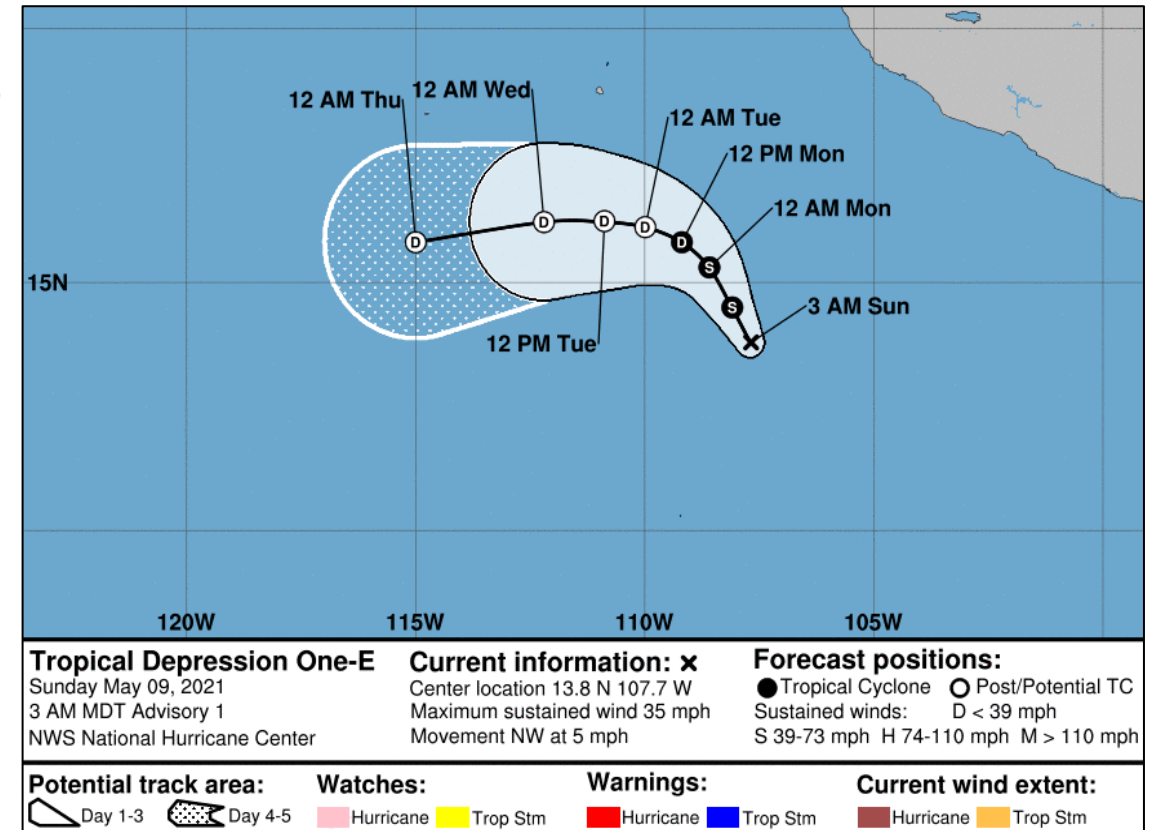 12 AM Thu
12 AM Wed
12 AM Tue
12 PM Mon
12 AM Mon
3 AM Sun
12 PM Tue
D
D
D
D
D
S
S
15N
120W 115W 110W 105W
Tropical Depression One-E
Sunday May 09, 2021
3 AM MDT Advisory 1
NWS National Hurricane Center
Current information: x
Center location 13.8 N 107.7 W
Maximum sustained wind 35 mph
Movement NW at 5 mph
Forecast positions:
Tropical Cyclone Post/Potential TC
Sustained winds: D < 39 mph
S 39-73 mph H 74-110 mph M > 110 mph
Potential track area:
Day 1-3 Day 4-5
Watches:
Hurricane Trop Stm
Warnings:
Hurricane Trop Stm
Current wind extent:
Hurricane Trop Stm